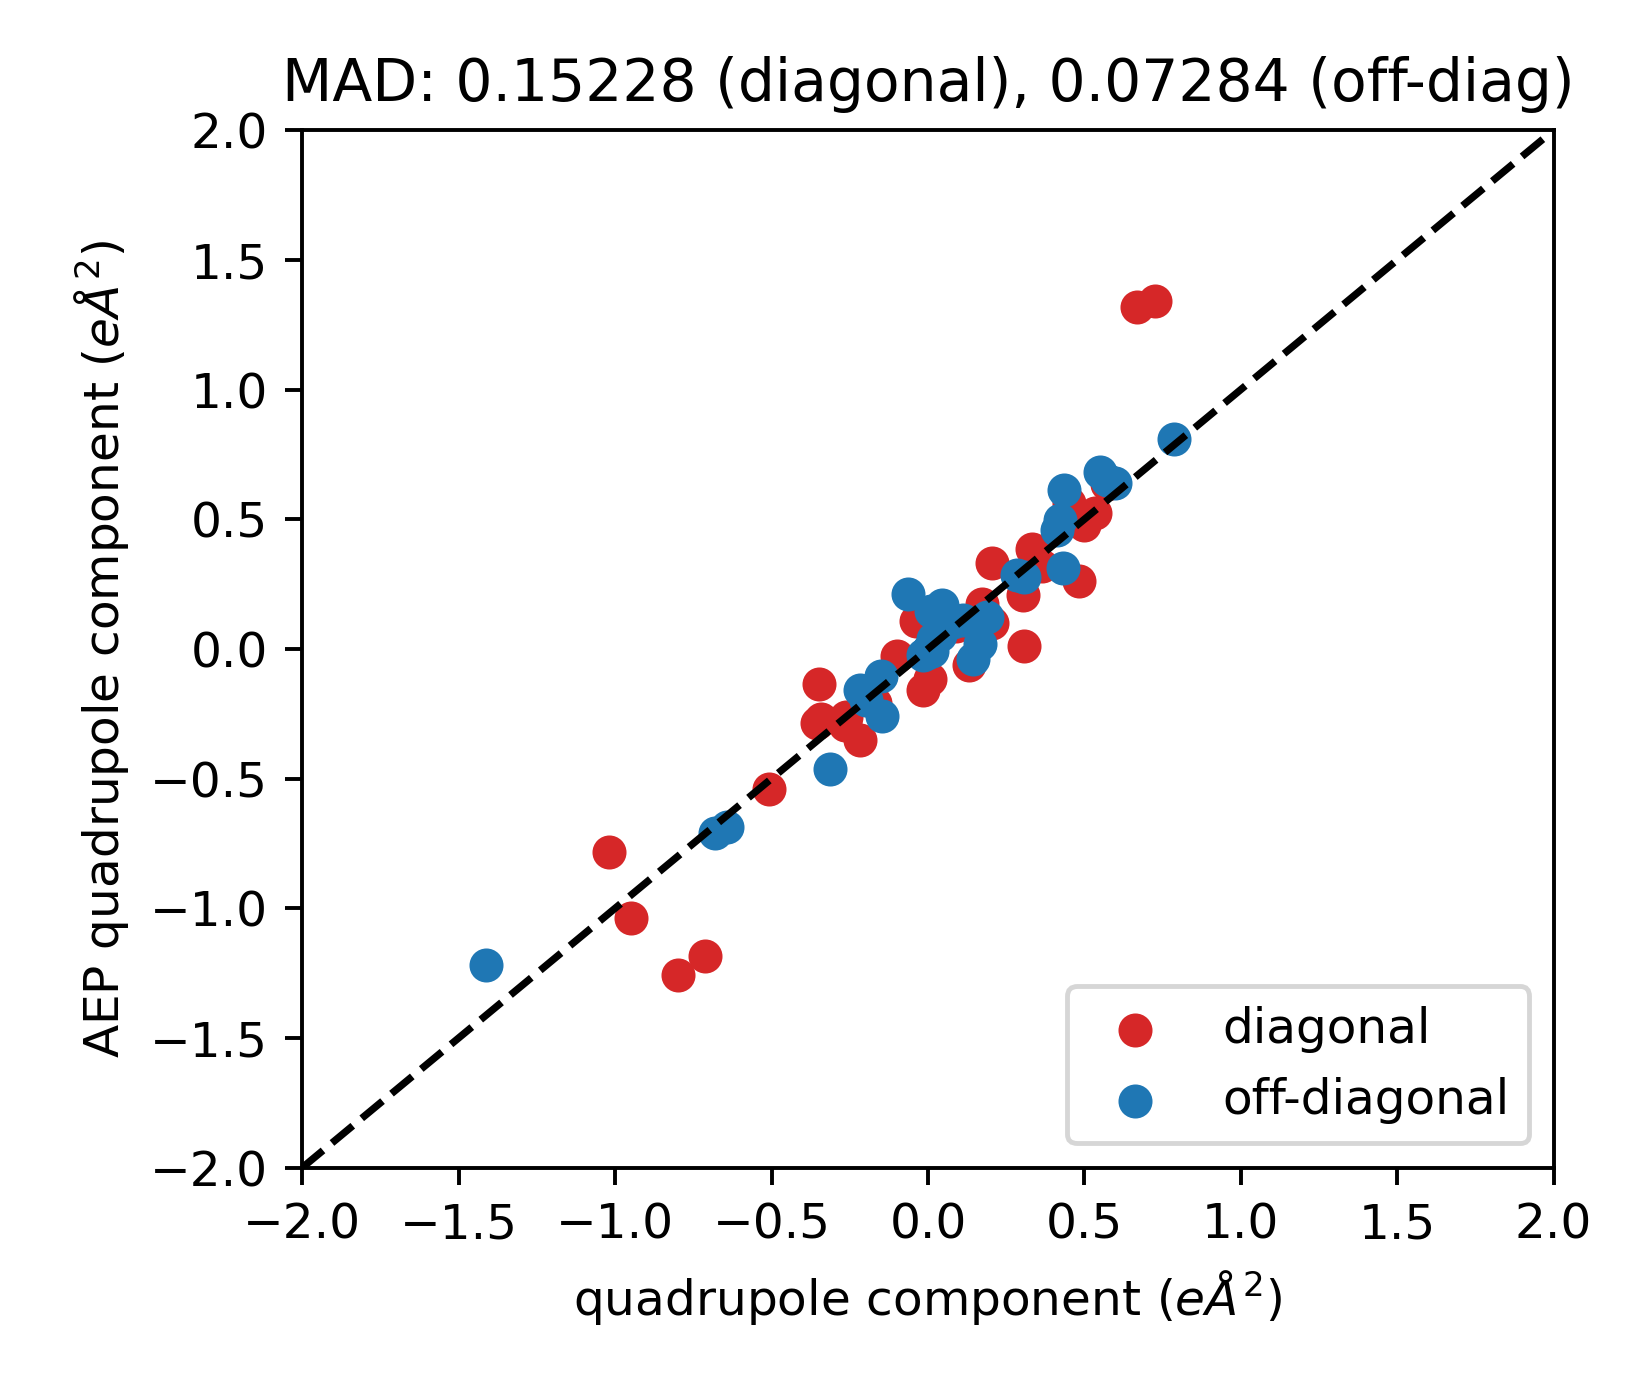 MAD: 0.15228 (diagonal), 0.07284 (off-diag)
2.0
1.5
1.0
0.5
0.0
−0.5
−1.0
−1.5
−2.0
AEP quadrupole component (eÅ²)
diagonal
off-diagonal
−2.0 −1.5 −1.0 −0.5 0.0 0.5 1.0 1.5 2.0
quadrupole component (eÅ²)